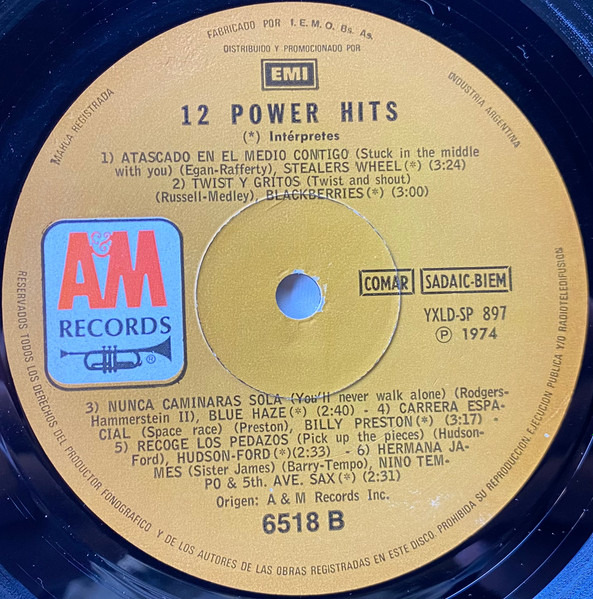 FABRICADO POR I.E.M.O. Bs. As.
DISTRIBUIDO Y PROMOCIONADO POR
EMI
MARCA REGISTRADA
INDUSTRIA ARGENTINA
12 POWER HITS
(*) Intérpretes
1) ATASCADO EN EL MEDIO CONTIGO (Stuck in the middle
with you) (Egan-Rafferty), STEALERS WHEEL(*) (3:24)
2) TWIST Y GRITOS (Twist and shout)
(Russell-Medley), BLACKBERRIES(*) (3:00)
A&M
RECORDS
®
COMAR SADAIC-BIEM
YXLD-SP 897
Ⓟ 1974
3) NUNCA CAMINARAS SOLA (You'll never walk alone) (Rodgers-
Hammerstein II), BLUE HAZE(*) (2:40) - 4) CARRERA ESPA-
CIAL (Space race) (Preston), BILLY PRESTON(*) (3:17) -
5) RECOGE LOS PEDAZOS (Pick up the pieces) (Hudson-
Ford), HUDSON-FORD(*)(2:33) - 6) HERMANA JA-
MES (Sister James) (Barry-Tempo), NINO TEM-
PO & 5th. AVE. SAX(*) (2:31)
Origen: A & M Records Inc.
6518 B
RESERVADOS TODOS LOS DERECHOS DEL PRODUCTOR FONOGRAFICO Y DE LOS AUTORES DE LAS OBRAS REGISTRADAS EN ESTE DISCO. PROHIBIDA SU REPRODUCCION, EJECUCION PUBLICA Y/O RADIOTELEDIFUSION